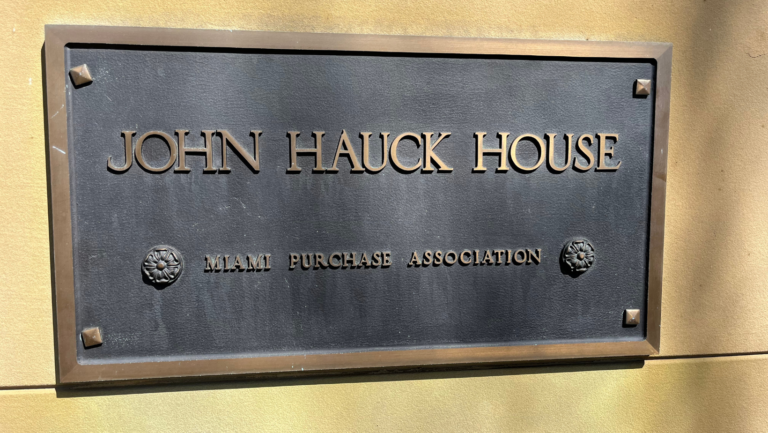 JOHN HAUCK HOUSE
MIAMI PURCHASE ASSOCIATION